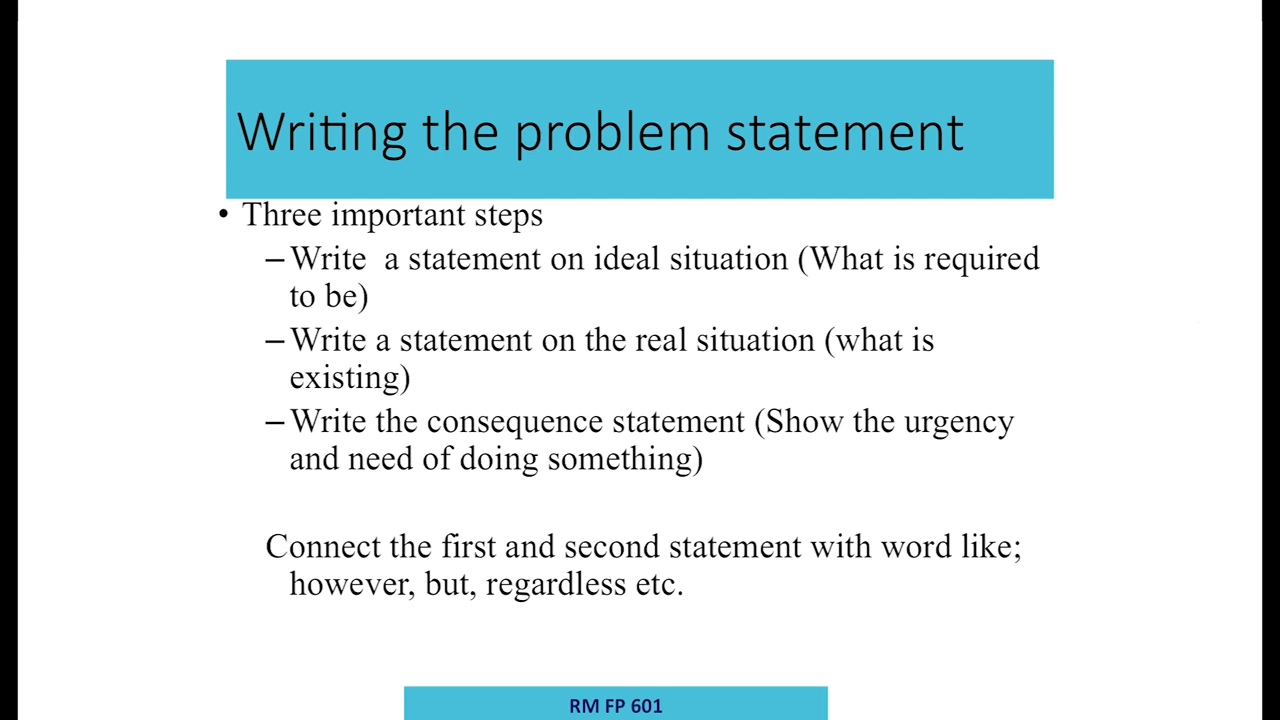 Writing the problem statement
• Three important steps
– Write a statement on ideal situation (What is required
to be)
– Write a statement on the real situation (what is
existing)
– Write the consequence statement (Show the urgency
and need of doing something)
Connect the first and second statement with word like;
however, but, regardless etc.
RM FP 601